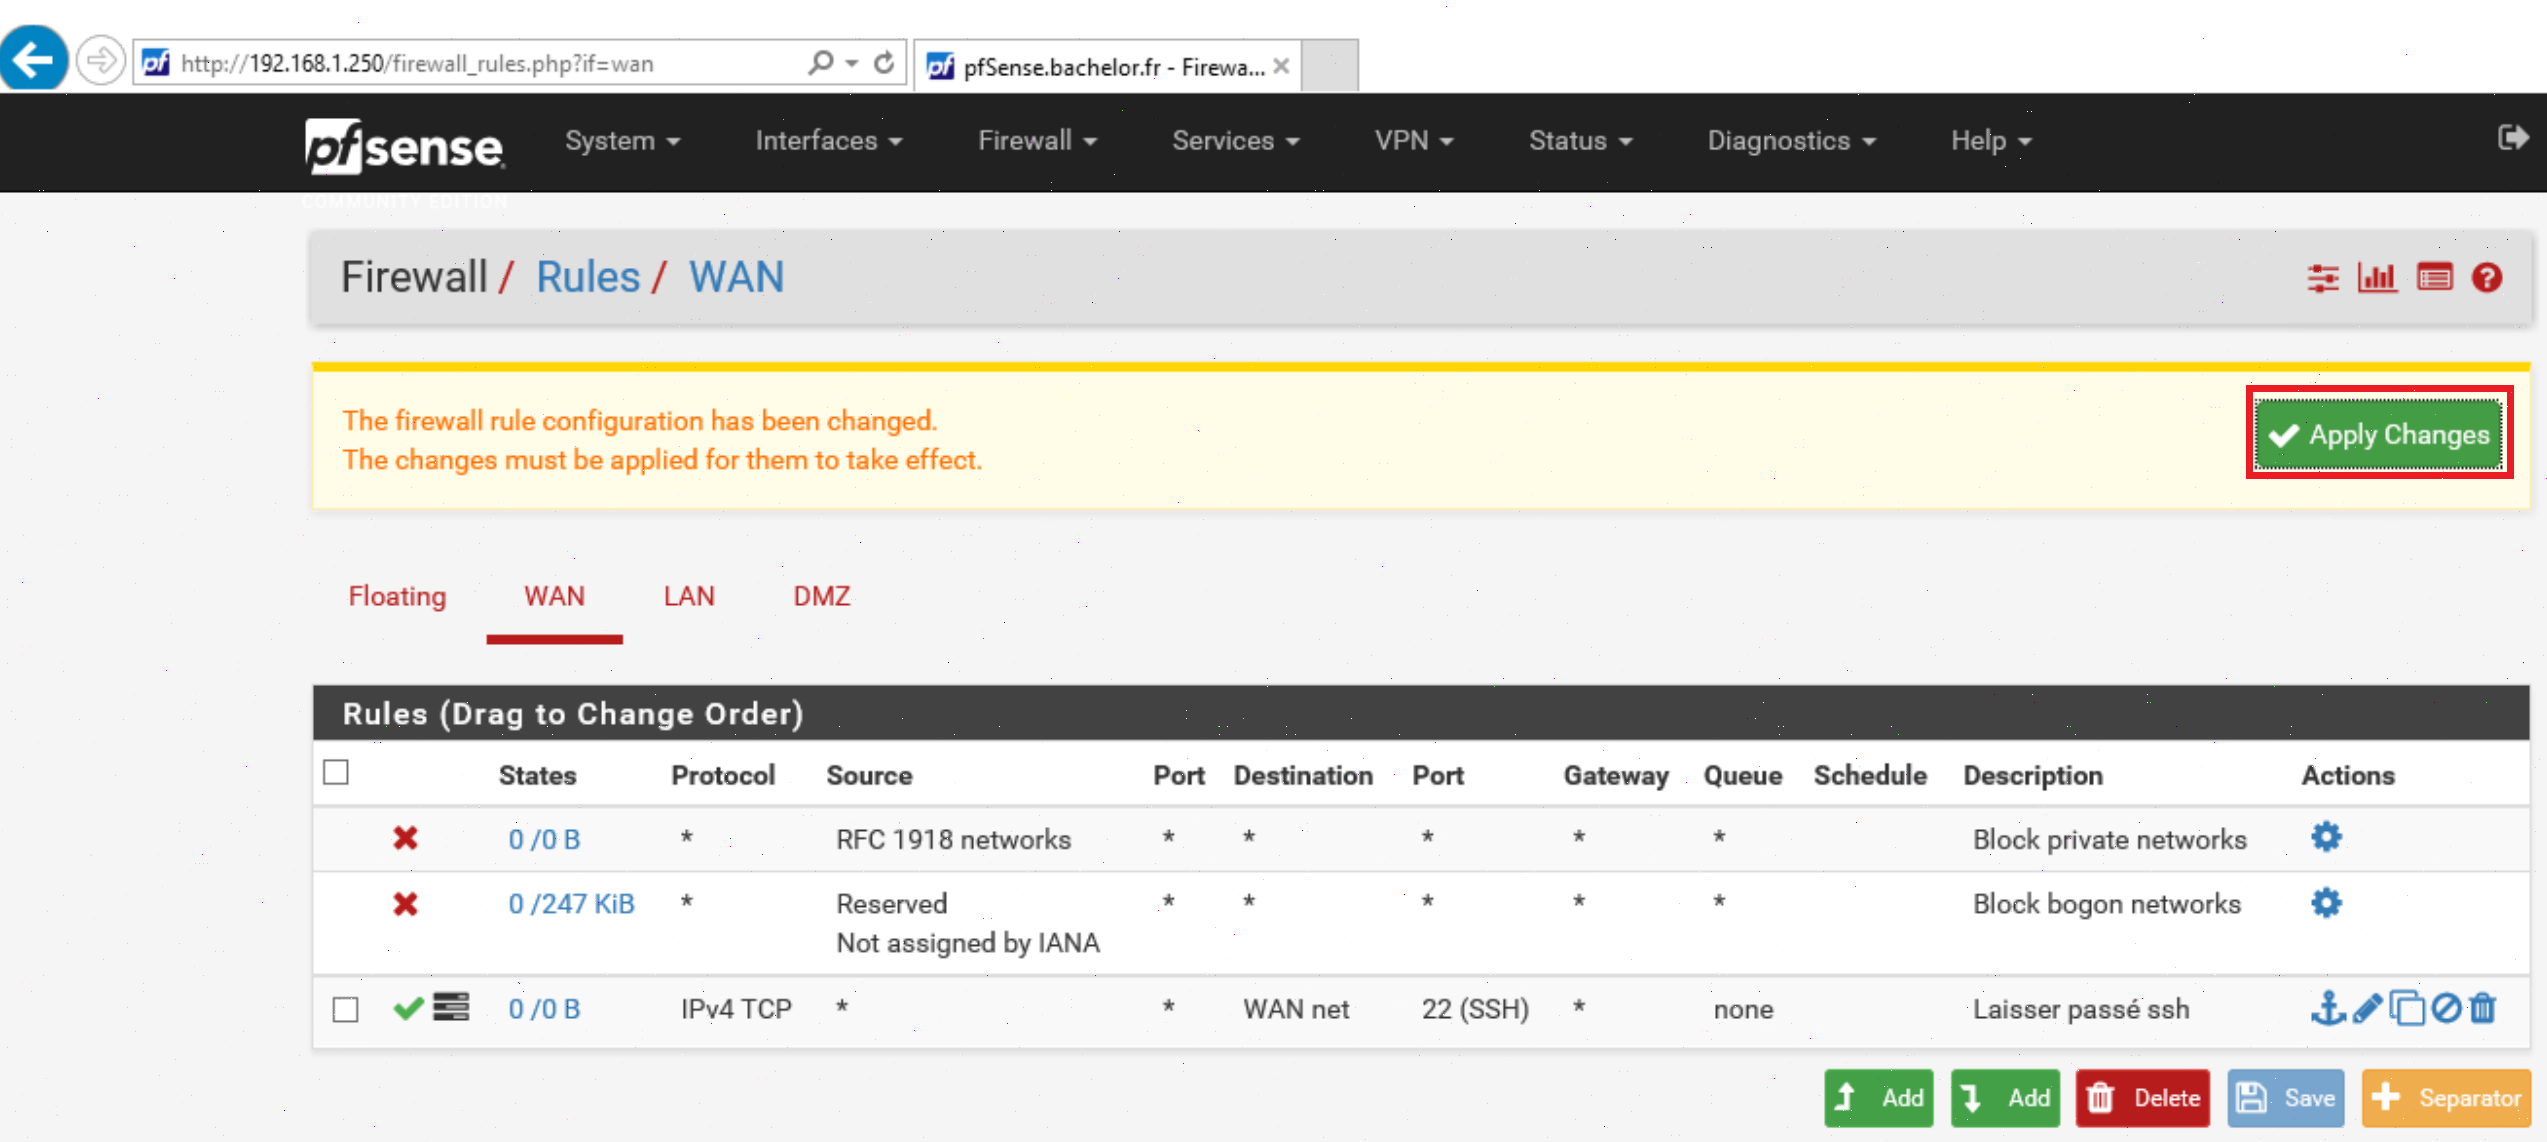 http://192.168.1.250/firewall_rules.php?if=wan
pfSense.bachelor.fr - Firewa...
pfsense System Interfaces Firewall Services VPN Status Diagnostics Help
COMMUNITY EDITION
Firewall / Rules / WAN
The firewall rule configuration has been changed.
The changes must be applied for them to take effect.
Apply Changes
Floating WAN LAN DMZ
Rules (Drag to Change Order)
States Protocol Source Port Destination Port Gateway Queue Schedule Description Actions
0 /0 B * RFC 1918 networks * * * * * Block private networks
0 /247 KiB * Reserved * * * * * Block bogon networks
Not assigned by IANA
0 /0 B IPv4 TCP * * WAN net 22 (SSH) * none Laisser passé ssh
Add Add Delete Save Separator